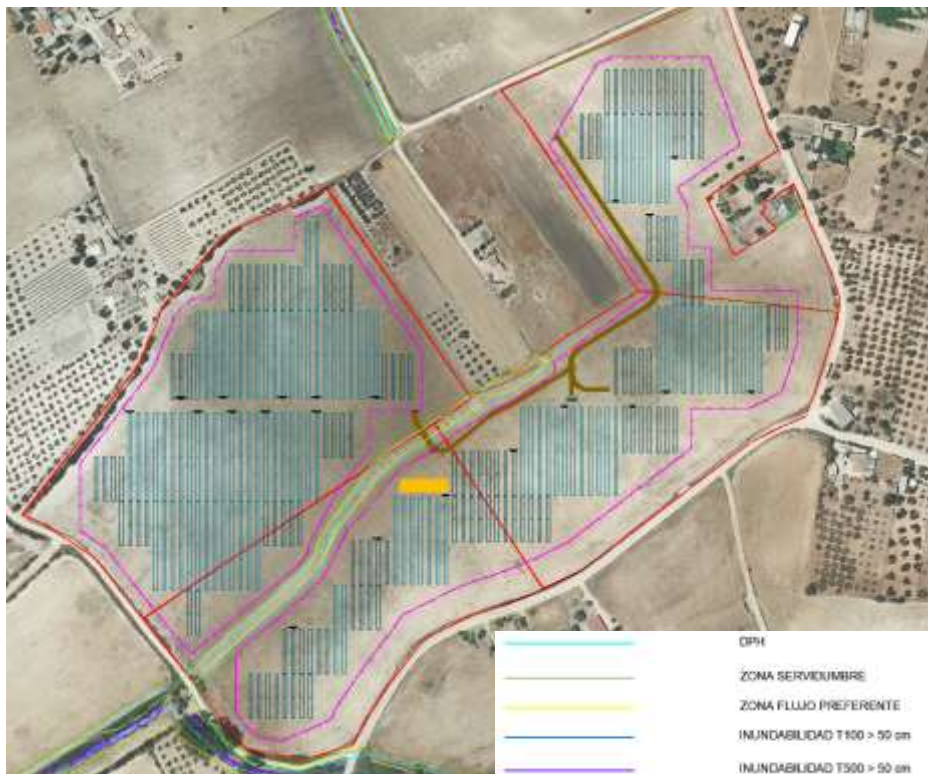 DPH
ZONA SERVIDUMBRE
ZONA FLUJO PREFERENTE
INUNDABILIDAD T100 > 50 cm
INUNDABILIDAD T500 > 50 cm